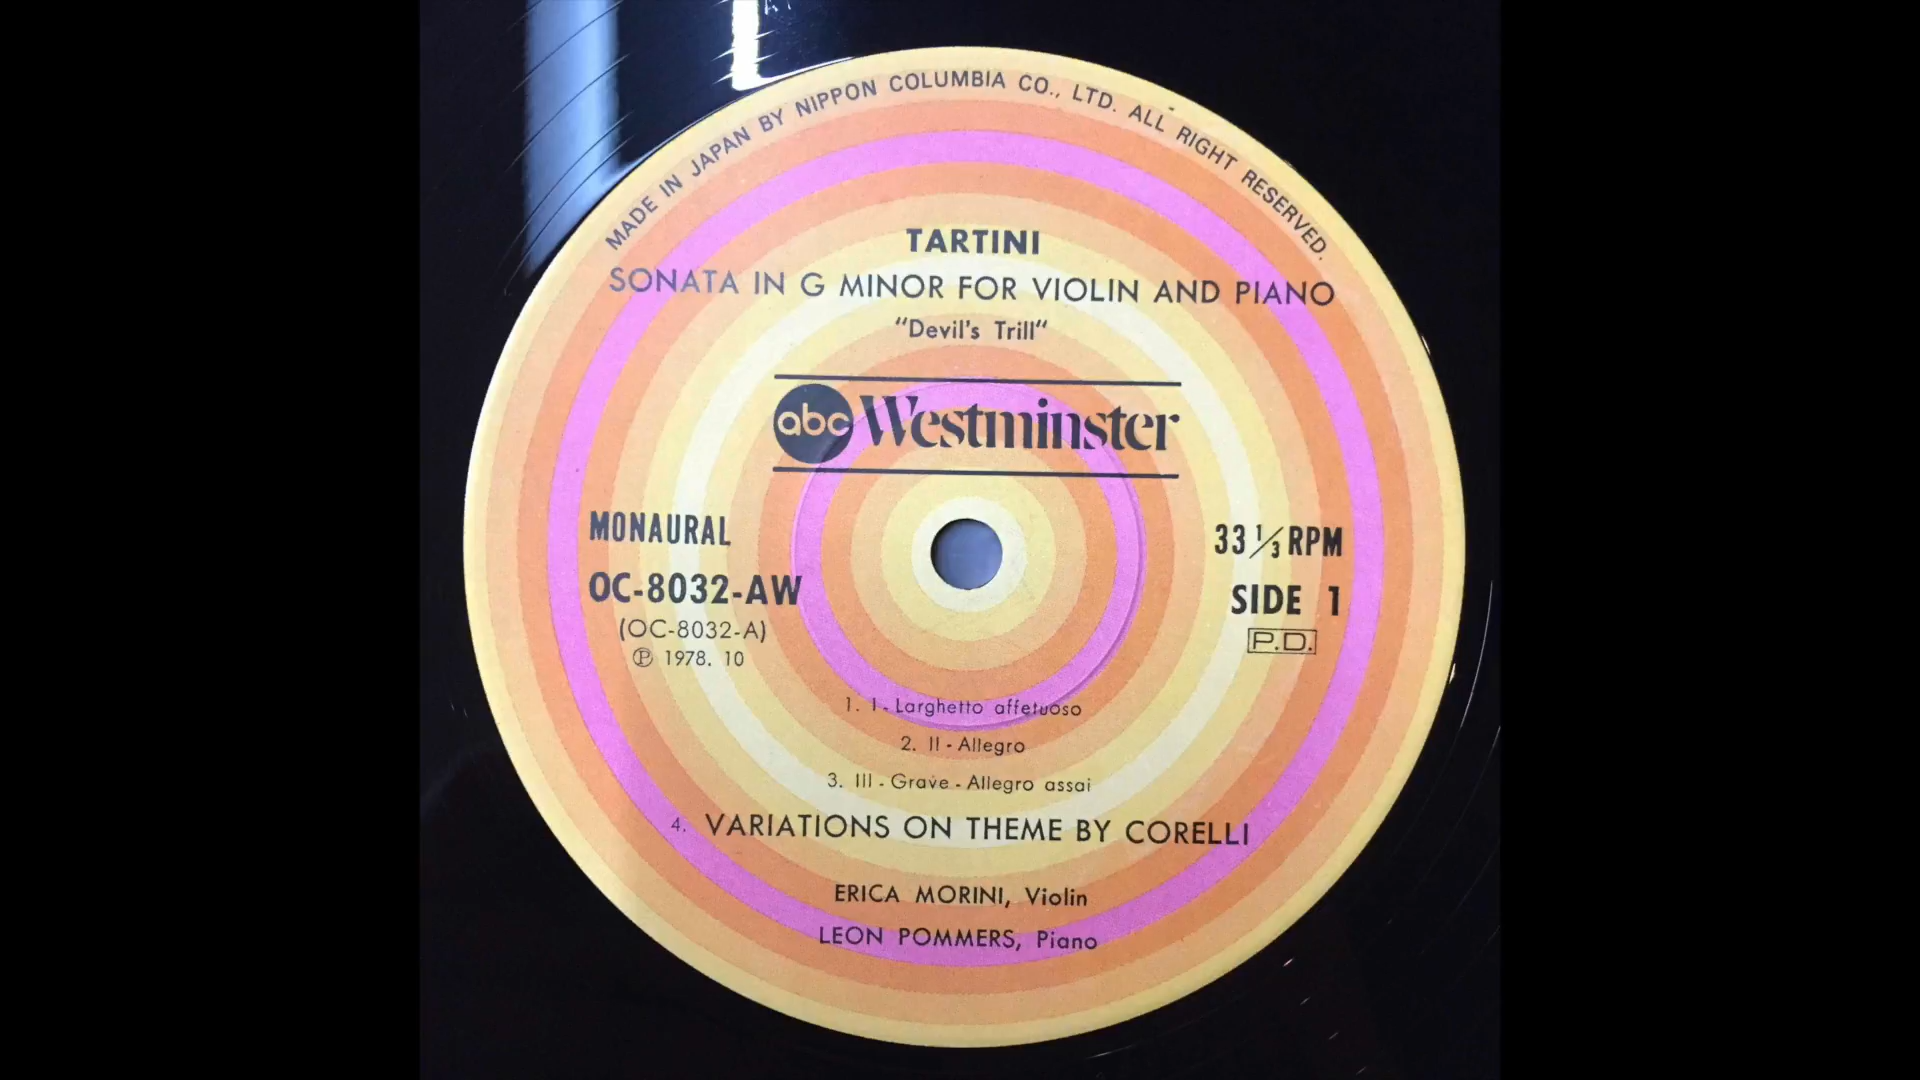 MADE IN JAPAN BY NIPPON COLUMBIA CO., LTD. ALL RIGHT RESERVED.
TARTINI
SONATA IN G MINOR FOR VIOLIN AND PIANO
"Devil's Trill"
abc Westminster
MONAURAL
OC-8032-AW
(OC-8032-A)
Ⓟ 1978. 10
33 1/3 RPM
SIDE 1
P.D.
1. I - Larghetto affetuoso
2. II - Allegro
3. III - Grave - Allegro assai
4. VARIATIONS ON THEME BY CORELLI
ERICA MORINI, Violin
LEON POMMERS, Piano